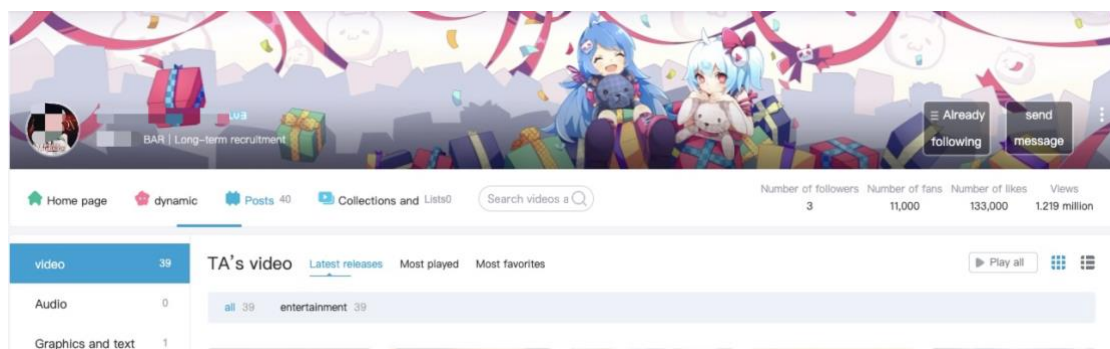 LV3
BAR | Long-term recruitment
Already following
send message
Home page
dynamic
Posts 40
Collections and Lists0
Search videos a
Number of followers 3
Number of fans 11,000
Number of likes 133,000
Views 1.219 million
video 39
Audio 0
Graphics and text 1
TA's video
Latest releases
Most played
Most favorites
Play all
all 39
entertainment 39